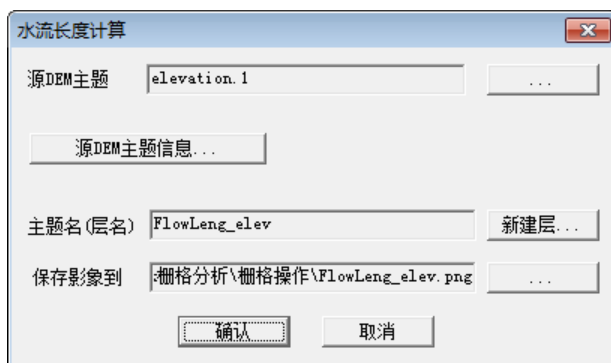 水流长度计算
源DEM主题 elevation.1 ...
源DEM主题信息...
主题名(层名) FlowLeng_elev 新建层...
保存影象到 :栅格分析\栅格操作\FlowLeng_elev.png ...
确认 取消